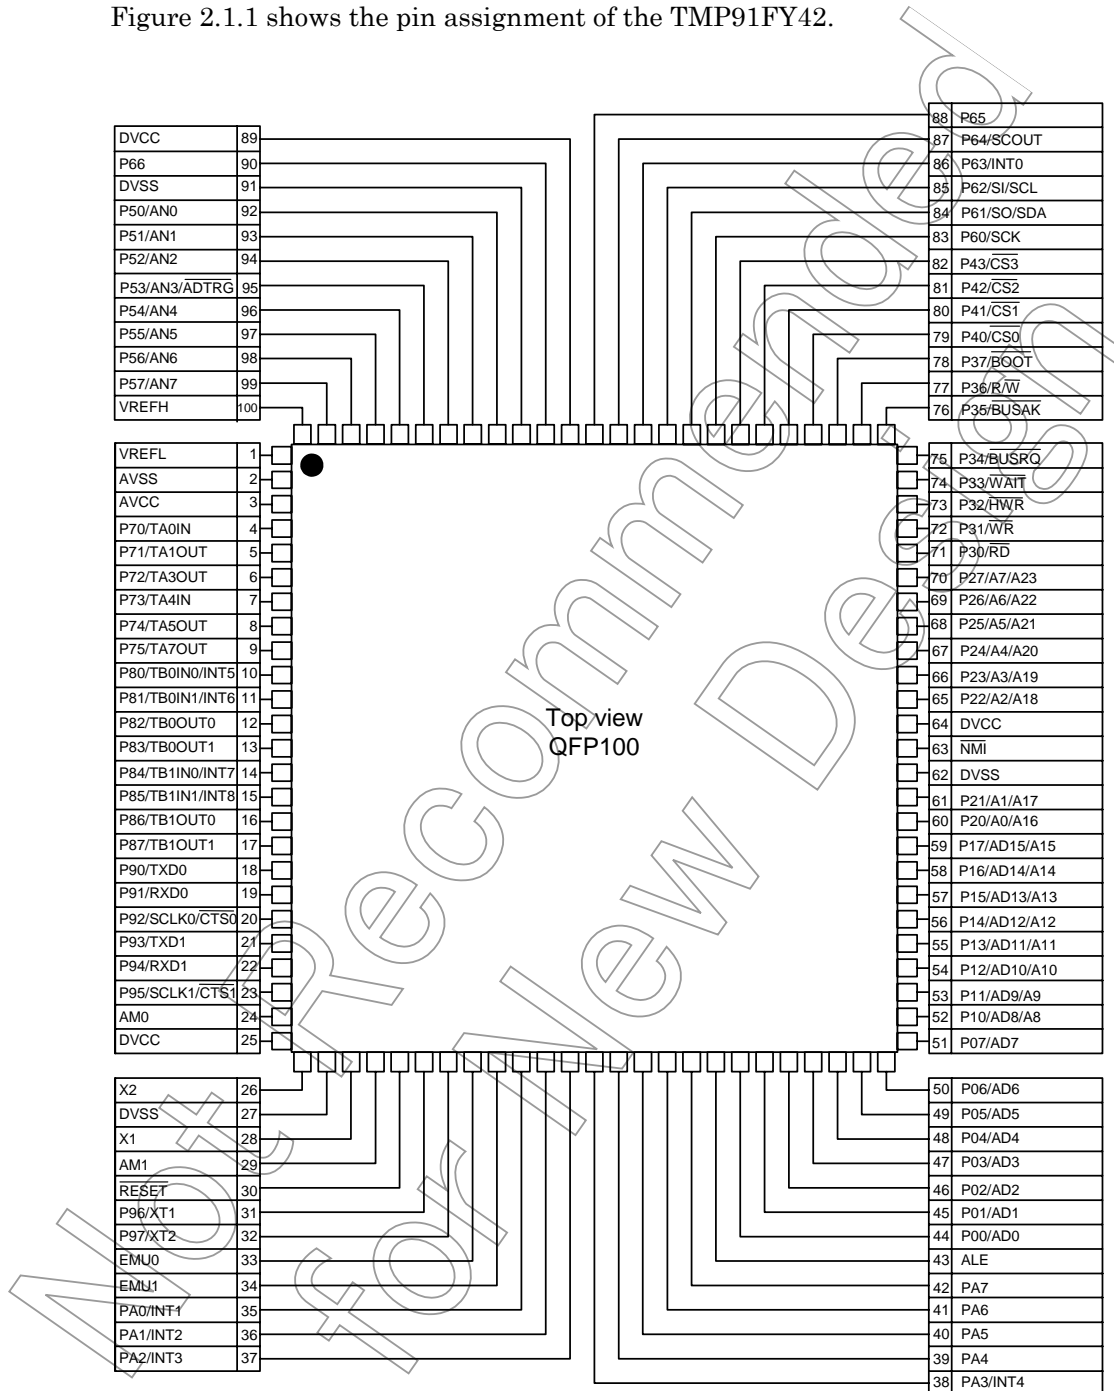 Figure 2.1.1 shows the pin assignment of the TMP91FY42.
DVCC 89
P66 90
DVSS 91
P50/AN0 92
P51/AN1 93
P52/AN2 94
P53/AN3/ADTRG 95
P54/AN4 96
P55/AN5 97
P56/AN6 98
P57/AN7 99
VREFH 100
88 P65
87 P64/SCOUT
86 P63/INT0
85 P62/SI/SCL
84 P61/SO/SDA
83 P60/SCK
82 P43/CS3
81 P42/CS2
80 P41/CS1
79 P40/CS0
78 P37/BOOT
77 P36/R/W
76 P35/BUSAK
VREFL 1
AVSS 2
AVCC 3
P70/TA0IN 4
P71/TA1OUT 5
P72/TA3OUT 6
P73/TA4IN 7
P74/TA5OUT 8
P75/TA7OUT 9
P80/TB0IN0/INT5 10
P81/TB0IN1/INT6 11
P82/TB0OUT0 12
P83/TB0OUT1 13
P84/TB1IN0/INT7 14
P85/TB1IN1/INT8 15
P86/TB1OUT0 16
P87/TB1OUT1 17
P90/TXD0 18
P91/RXD0 19
P92/SCLK0/CTS0 20
P93/TXD1 21
P94/RXD1 22
P95/SCLK1/CTS1 23
AM0 24
DVCC 25
Top view
QFP100
75 P34/BUSRQ
74 P33/WAIT
73 P32/HWR
72 P31/WR
71 P30/RD
70 P27/A7/A23
69 P26/A6/A22
68 P25/A5/A21
67 P24/A4/A20
66 P23/A3/A19
65 P22/A2/A18
64 DVCC
63 NMI
62 DVSS
61 P21/A1/A17
60 P20/A0/A16
59 P17/AD15/A15
58 P16/AD14/A14
57 P15/AD13/A13
56 P14/AD12/A12
55 P13/AD11/A11
54 P12/AD10/A10
53 P11/AD9/A9
52 P10/AD8/A8
51 P07/AD7
X2 26
DVSS 27
X1 28
AM1 29
RESET 30
P96/XT1 31
P97/XT2 32
EMU0 33
EMU1 34
PA0/INT1 35
PA1/INT2 36
PA2/INT3 37
50 P06/AD6
49 P05/AD5
48 P04/AD4
47 P03/AD3
46 P02/AD2
45 P01/AD1
44 P00/AD0
43 ALE
42 PA7
41 PA6
40 PA5
39 PA4
38 PA3/INT4
Not Recommended
for New Design